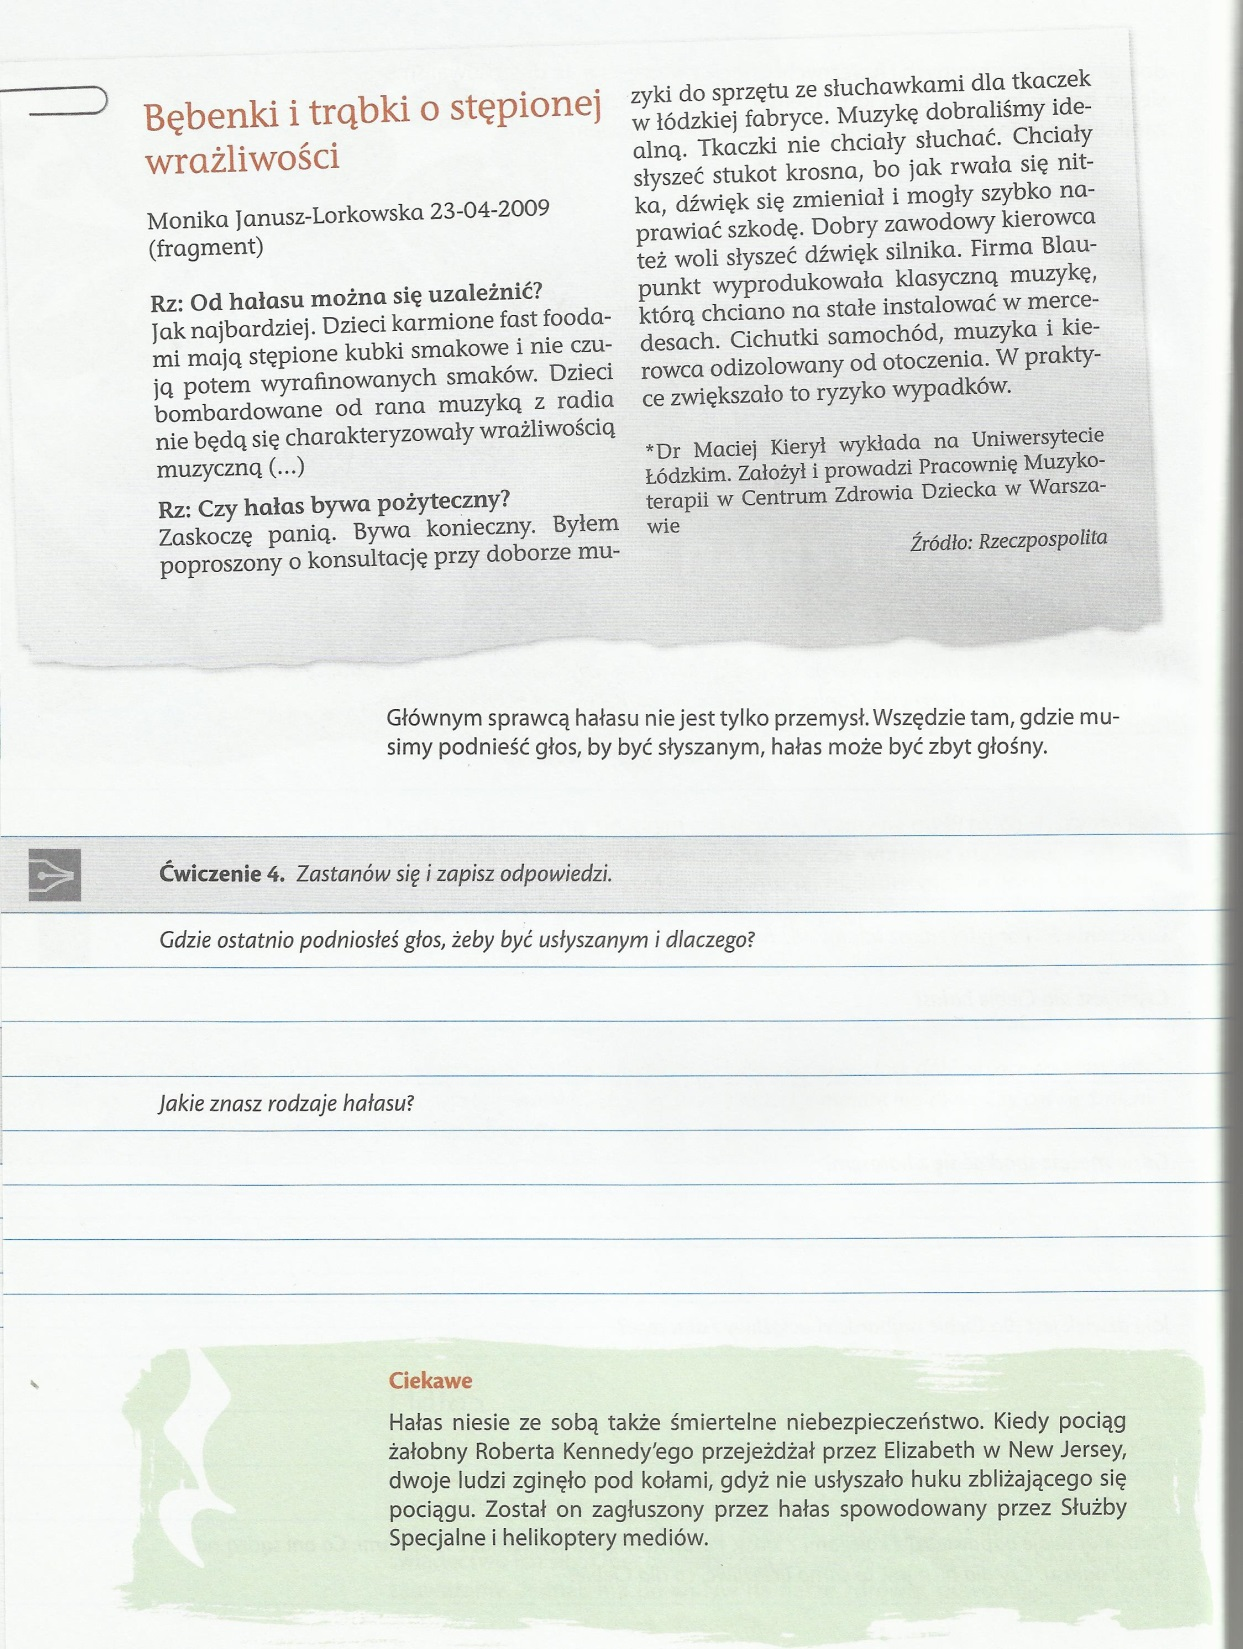 Bębenki i trąbki o stępionej
wrażliwości
Monika Janusz-Lorkowska 23-04-2009
(fragment)
Rz: Od hałasu można się uzależnić?
Jak najbardziej. Dzieci karmione fast fooda-
mi mają stępione kubki smakowe i nie czu-
ją potem wyrafinowanych smaków. Dzieci
bombardowane od rana muzyką z radia
nie będą się charakteryzowały wrażliwością
muzyczną (...)
Rz: Czy hałas bywa pożyteczny?
Zaskoczę panią. Bywa konieczny. Byłem
poproszony o konsultację przy doborze mu-
zyki do sprzętu ze słuchawkami dla tkaczek
w łódzkiej fabryce. Muzykę dobraliśmy ide-
alną. Tkaczki nie chciały słuchać. Chciały
słyszeć stukot krosna, bo jak rwała się nit-
ka, dźwięk się zmieniał i mogły szybko na-
prawiać szkodę. Dobry zawodowy kierowca
też woli słyszeć dźwięk silnika. Firma Blau-
punkt wyprodukowała klasyczną muzykę,
którą chciano na stałe instalować w merce-
desach. Cichutki samochód, muzyka i kie-
rowca odizolowany od otoczenia. W prakty-
ce zwiększało to ryzyko wypadków.
*Dr Maciej Kierył wykłada na Uniwersytecie
Łódzkim. Założył i prowadzi Pracownię Muzyko-
terapii w Centrum Zdrowia Dziecka w Warsza-
wie
Źródło: Rzeczpospolita
Głównym sprawcą hałasu nie jest tylko przemysł. Wszędzie tam, gdzie mu-
simy podnieść głos, by być słyszanym, hałas może być zbyt głośny.
Ćwiczenie 4. Zastanów się i zapisz odpowiedzi.
Gdzie ostatnio podniosłeś głos, żeby być usłyszanym i dlaczego?
Jakie znasz rodzaje hałasu?
Ciekawe
Hałas niesie ze sobą także śmiertelne niebezpieczeństwo. Kiedy pociąg
żałobny Roberta Kennedy'ego przejeżdżał przez Elizabeth w New Jersey,
dwoje ludzi zginęło pod kołami, gdyż nie usłyszało huku zbliżającego się
pociągu. Został on zagłuszony przez hałas spowodowany przez Służby
Specjalne i helikoptery mediów.